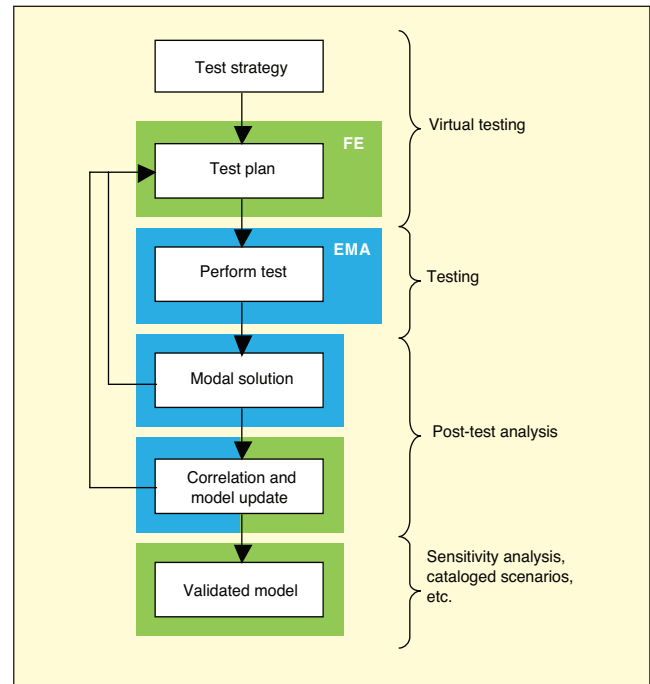 Test strategy
Virtual testing
FE
Test plan
EMA
Perform test
Testing
Modal solution
Post-test analysis
Correlation and
model update
Sensitivity analysis,
cataloged scenarios,
etc.
Validated model